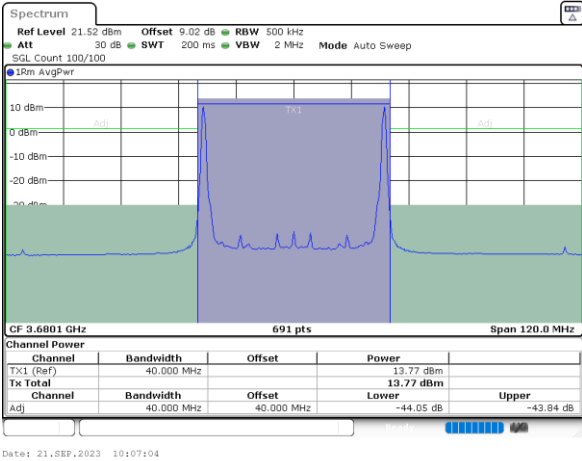 Spectrum
Ref Level 21.52 dBm Offset 9.02 dB RBW 500 kHz
Att 30 dB SWT 200 ms VBW 2 MHz Mode Auto Sweep
SGL Count 100/100
1Rm AvgPwr
10 dBm
TX1
Adj Adj
0 dBm
-10 dBm
-20 dBm
-30 dBm
CF 3.6801 GHz 691 pts Span 120.0 MHz
Channel Power
Channel Bandwidth Offset Power
TX1 (Ref) 40.000 MHz 13.77 dBm
Tx Total 13.77 dBm
Channel Bandwidth Offset Lower Upper
Adj 40.000 MHz 40.000 MHz -44.05 dB -43.84 dB
Ready
Date: 21.SEP.2023 10:07:04